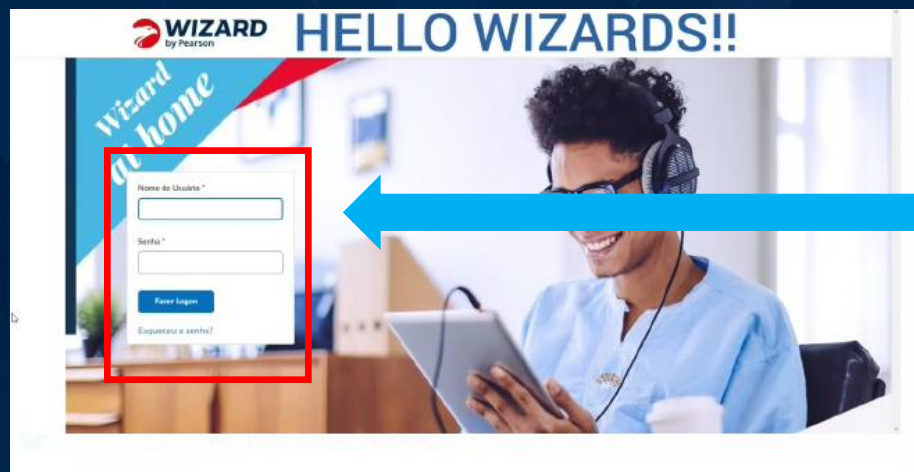 WIZARD
by Pearson
HELLO WIZARDS!!
Wizard
at home
Nome de Usuário *
Senha *
Fazer Logon
Esqueceu a senha?